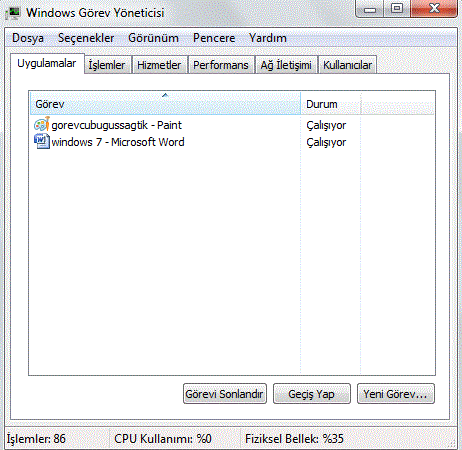 Windows Görev Yöneticisi
Dosya Seçenekler Görünüm Pencere Yardım
Uygulamalar İşlemler Hizmetler Performans Ağ İletişimi Kullanıcılar
Görev Durum
gorevcubugussagtik - Paint Çalışıyor
windows 7 - Microsoft Word Çalışıyor
Görevi Sonlandır Geçiş Yap Yeni Görev...
İşlemler: 86 CPU Kullanımı: %0 Fiziksel Bellek: %35